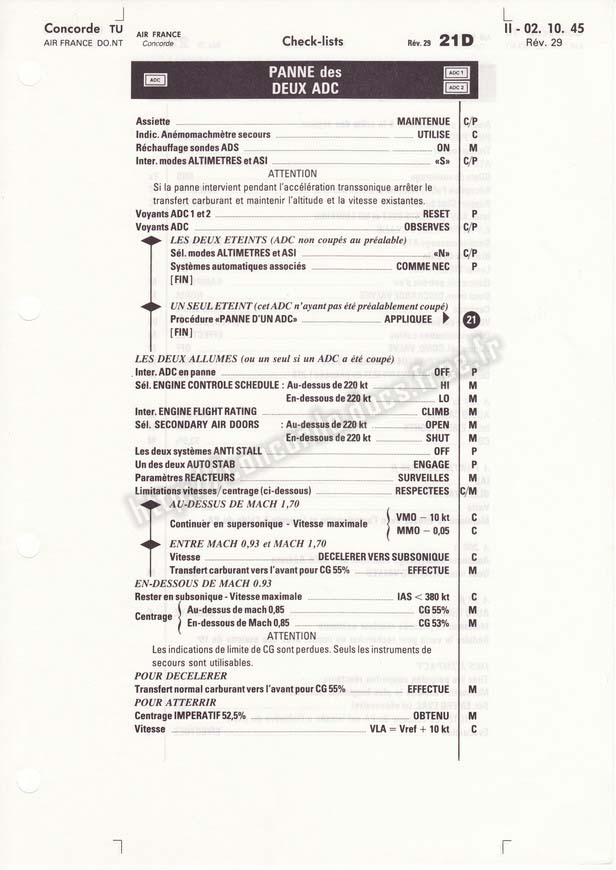 Concorde TU
AIR FRANCE DO.NT
AIR FRANCE
Concorde
Check-lists
Rév. 29 21D
II - 02. 10. 45
Rév. 29
ADC
PANNE des
DEUX ADC
ADC 1
ADC 2
Assiette MAINTENUE C/P
Indic. Anémomachmètre secours UTILISE C
Réchauffage sondes ADS ON M
Inter. modes ALTIMETRES et ASI «S» C/P
ATTENTION
Si la panne intervient pendant l'accélération transsonique arrêter le
transfert carburant et maintenir l'altitude et la vitesse existantes.
Voyants ADC 1 et 2 RESET P
Voyants ADC OBSERVES C/P
LES DEUX ETEINTS (ADC non coupés au préalable)
Sél. modes ALTIMETRES et ASI «N» C/P
Systèmes automatiques associés COMME NEC P
[FIN]
UN SEUL ETEINT (cet ADC n'ayant pas été préalablement coupé)
Procédure «PANNE D'UN ADC» APPLIQUEE 21
[FIN]
LES DEUX ALLUMES (ou un seul si un ADC a été coupé)
Inter. ADC en panne OFF P
Sél. ENGINE CONTROLE SCHEDULE : Au-dessus de 220 kt HI M
En-dessous de 220 kt LO M
Inter. ENGINE FLIGHT RATING CLIMB M
Sél. SECONDARY AIR DOORS : Au-dessus de 220 kt OPEN M
En-dessous de 220 kt SHUT M
Les deux systèmes ANTI STALL OFF P
Un des deux AUTO STAB ENGAGE P
Paramètres REACTEURS SURVEILLES M
Limitations vitesses / centrage (ci-dessous) RESPECTEES C/M
AU-DESSUS DE MACH 1,70
Continuer en supersonique - Vitesse maximale { VMO – 10 kt C
MMO – 0,05 C
ENTRE MACH 0,93 et MACH 1,70
Vitesse DECELERER VERS SUBSONIQUE C
Transfert carburant vers l'avant pour CG 55% EFFECTUE M
EN-DESSOUS DE MACH 0.93
Rester en subsonique - Vitesse maximale IAS < 380 kt C
Centrage { Au-dessus de mach 0,85 CG 55% M
En-dessous de Mach 0,85 CG 53% M
ATTENTION
Les indications de limite de CG sont perdues. Seuls les instruments de
secours sont utilisables.
POUR DECELERER
Transfert normal carburant vers l'avant pour CG 55% EFFECTUE M
POUR ATTERRIR
Centrage IMPERATIF 52,5% OBTENU M
Vitesse VLA = Vref + 10 kt C